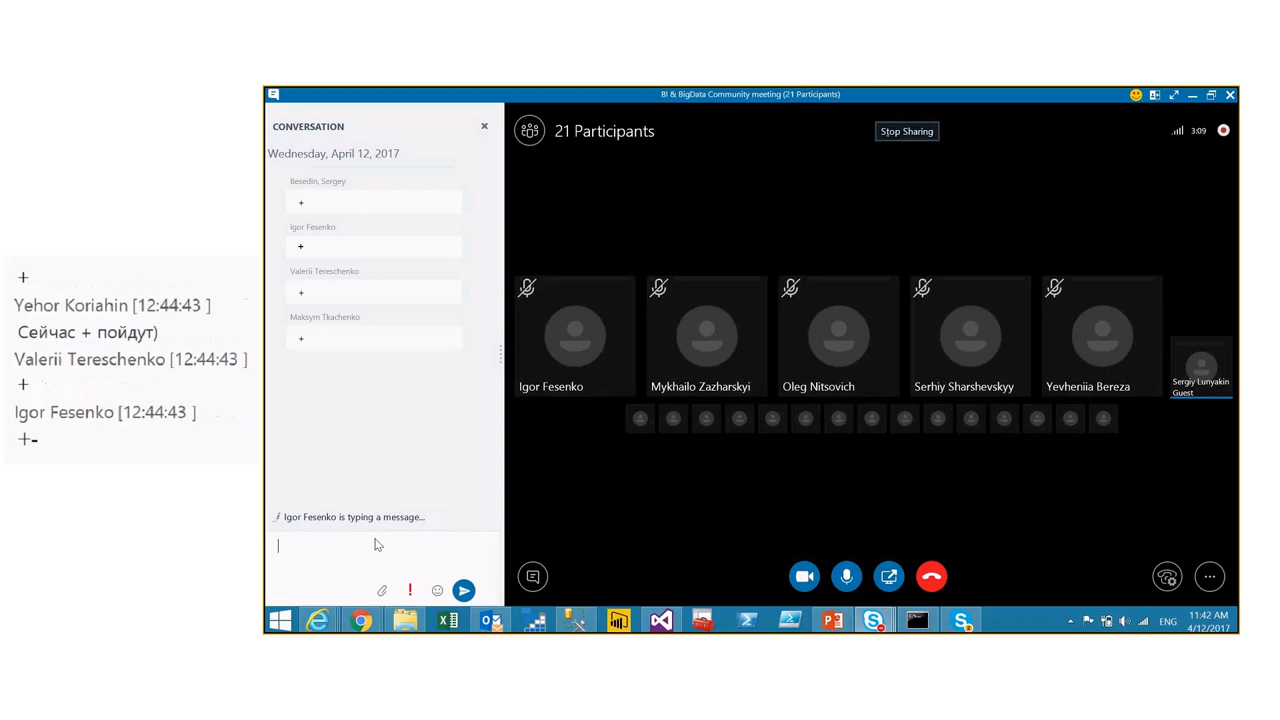 +
Yehor Koriahin [12:44:43 ]
Сейчас + пойдут)
Valerii Tereschenko [12:44:43 ]
+
Igor Fesenko [12:44:43 ]
+-
BI & BigData Community meeting (21 Participants)
CONVERSATION
Wednesday, April 12, 2017
Besedin, Sergey
+
Igor Fesenko
+
Valerii Tereschenko
+
Maksym Tkachenko
+
Igor Fesenko is typing a message...
21 Participants
Stop Sharing
3:09
Igor Fesenko
Mykhailo Zazharskyi
Oleg Nitsovich
Serhiy Sharshevskyy
Yevheniia Bereza
Sergiy Lunyakin
Guest
ENG
11:42 AM
4/12/2017